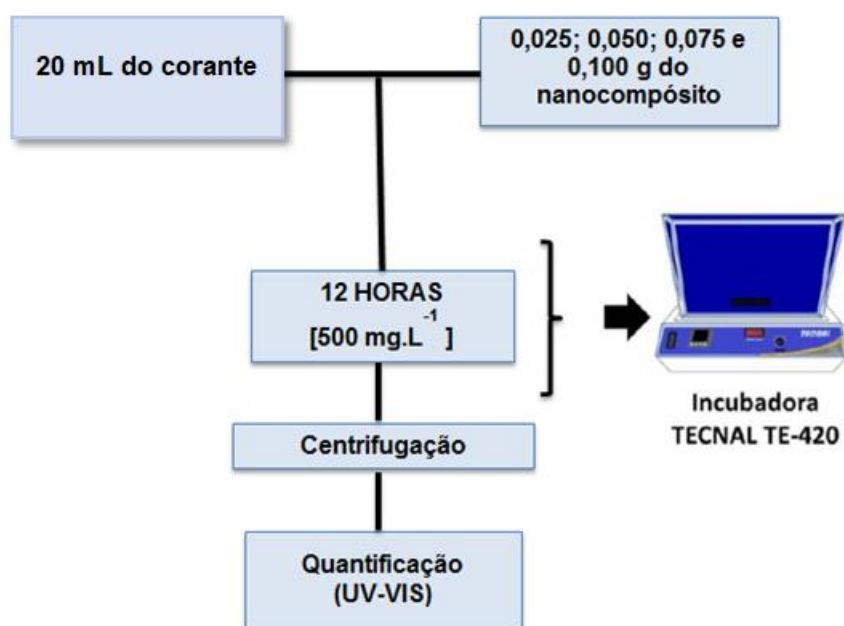 20 mL do corante
0,025; 0,050; 0,075 e
0,100 g do
nanocompósito
12 HORAS
[500 mg.L⁻¹ ]
TECNAL
Incubadora
TECNAL TE-420
Centrifugação
Quantificação
(UV-VIS)